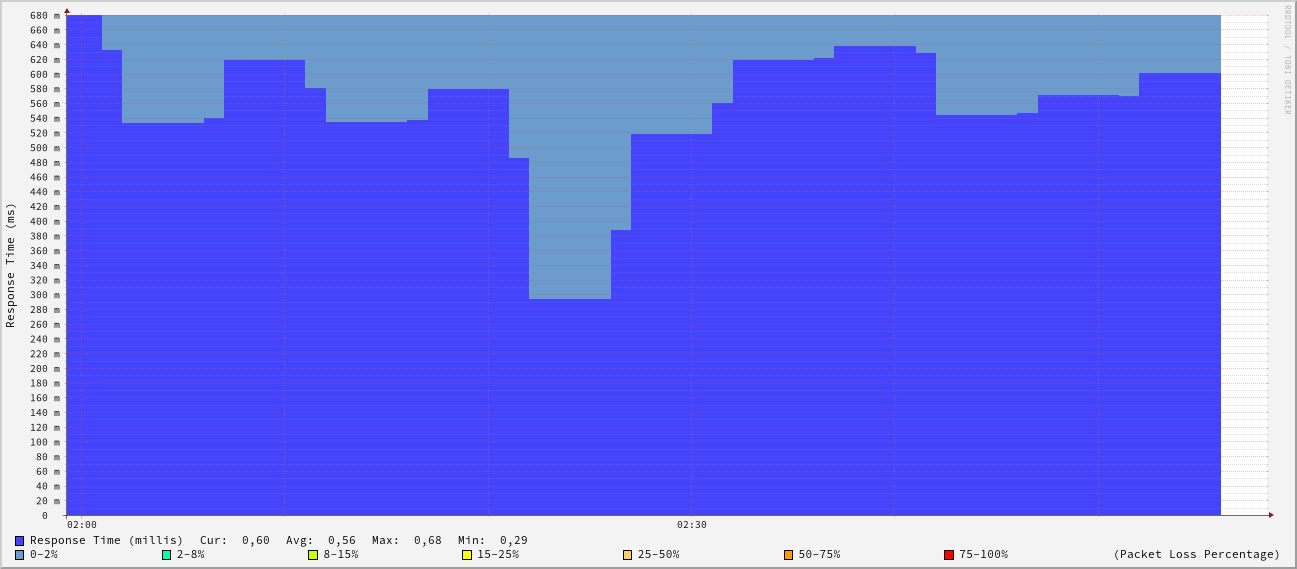 680 m
660 m
640 m
620 m
600 m
580 m
560 m
540 m
520 m
500 m
480 m
460 m
440 m
420 m
400 m
380 m
360 m
340 m
320 m
300 m
280 m
260 m
240 m
220 m
200 m
180 m
160 m
140 m
120 m
100 m
80 m
60 m
40 m
20 m
0
Response Time (ms)
RRDTOOL / TOBI OETIKER
02:00 02:30
Response Time (millis) Cur: 0,60 Avg: 0,56 Max: 0,68 Min: 0,29
0-2% 2-8% 8-15% 15-25% 25-50% 50-75% 75-100% (Packet Loss Percentage)